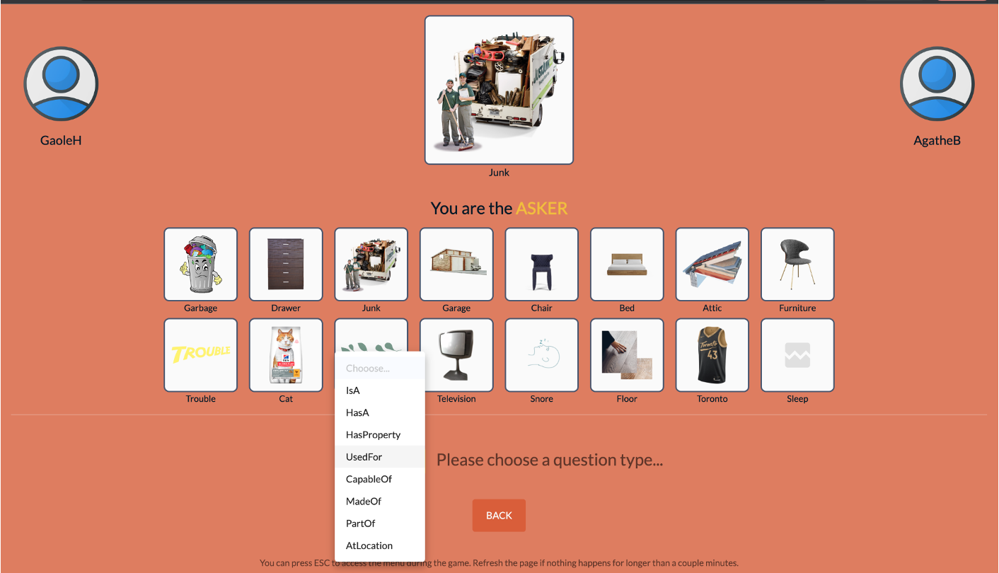 GaoleH
AgatheB
Junk
You are the ASKER
Garbage
Drawer
Junk
Garage
Chair
Bed
Attic
Furniture
TROUBLE
Toronto
43
Trouble
Cat
Television
Snore
Floor
Toronto
Sleep
Chooose...
IsA
HasA
HasProperty
UsedFor
CapableOf
MadeOf
PartOf
AtLocation
Please choose a question type...
BACK
You can press ESC to access the menu during the game. Refresh the page if nothing happens for longer than a couple minutes.